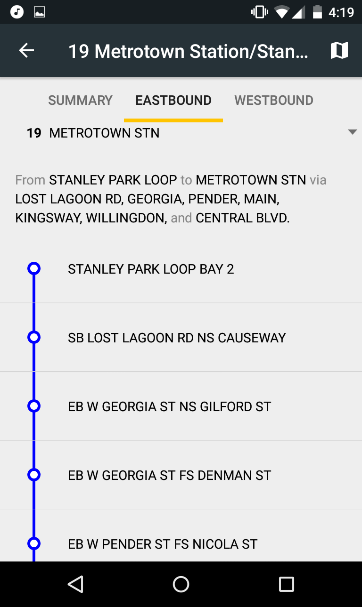 4:19
19 Metrotown Station/Stan...
SUMMARY EASTBOUND WESTBOUND
19 METROTOWN STN
From STANLEY PARK LOOP to METROTOWN STN via
LOST LAGOON RD, GEORGIA, PENDER, MAIN,
KINGSWAY, WILLINGDON, and CENTRAL BLVD.
STANLEY PARK LOOP BAY 2
SB LOST LAGOON RD NS CAUSEWAY
EB W GEORGIA ST NS GILFORD ST
EB W GEORGIA ST FS DENMAN ST
EB W PENDER ST FS NICOLA ST